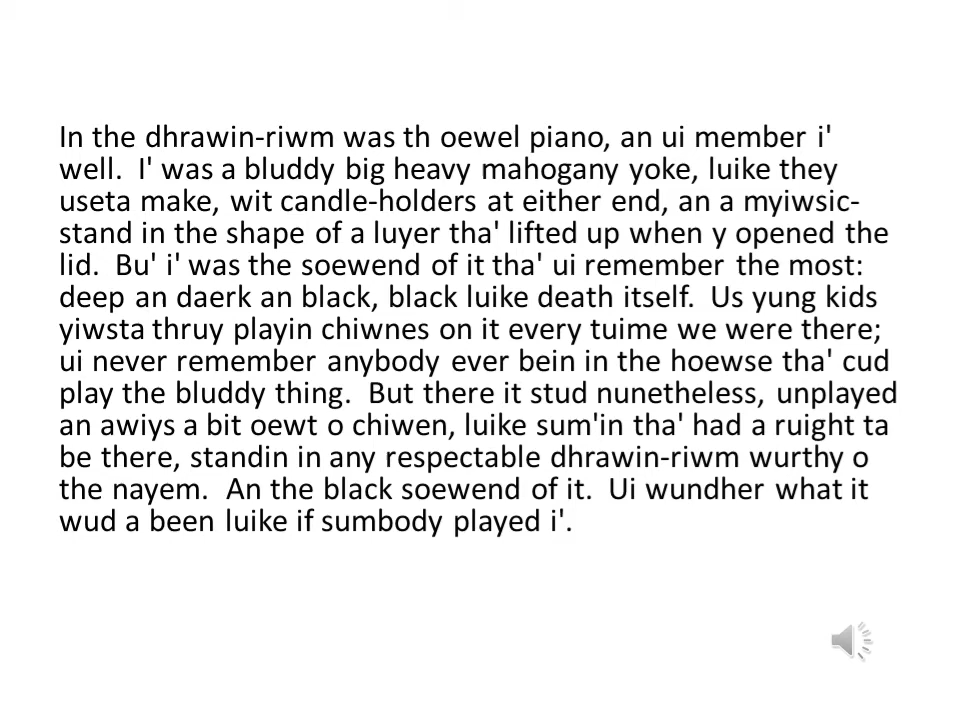 In the dhrawin-riwm was th oewel piano, an ui member i'
well.  I' was a bluddy big heavy mahogany yoke, luike they
useta make, wit candle-holders at either end, an a myiwsic-
stand in the shape of a luyer tha' lifted up when y opened the
lid.  Bu' i' was the soewend of it tha' ui remember the most:
deep an daerk an black, black luike death itself.  Us yung kids
yiwsta thruy playin chiwnes on it every tuime we were there;
ui never remember anybody ever bein in the hoewse tha' cud
play the bluddy thing.  But there it stud nunetheless, unplayed
an awiys a bit oewt o chiwen, luike sum'in tha' had a ruight ta
be there, standin in any respectable dhrawin-riwm wurthy o
the nayem.  An the black soewend of it.  Ui wundher what it
wud a been luike if sumbody played i'.